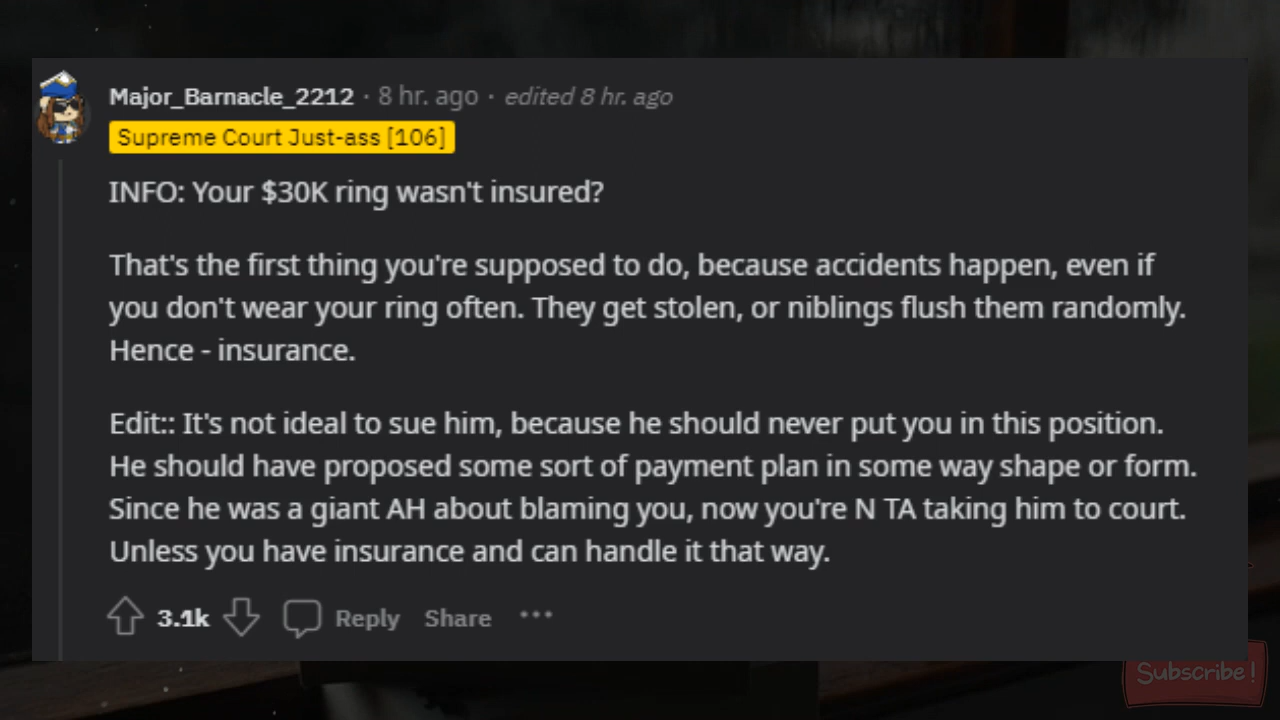 Major_Barnacle_2212 · 8 hr. ago · edited 8 hr. ago
Supreme Court Just-ass [106]
INFO: Your $30K ring wasn't insured?
That's the first thing you're supposed to do, because accidents happen, even if
you don't wear your ring often. They get stolen, or niblings flush them randomly.
Hence - insurance.
Edit:: It's not ideal to sue him, because he should never put you in this position.
He should have proposed some sort of payment plan in some way shape or form.
Since he was a giant AH about blaming you, now you're N TA taking him to court.
Unless you have insurance and can handle it that way.
3.1k Reply Share ...
Subscribe!